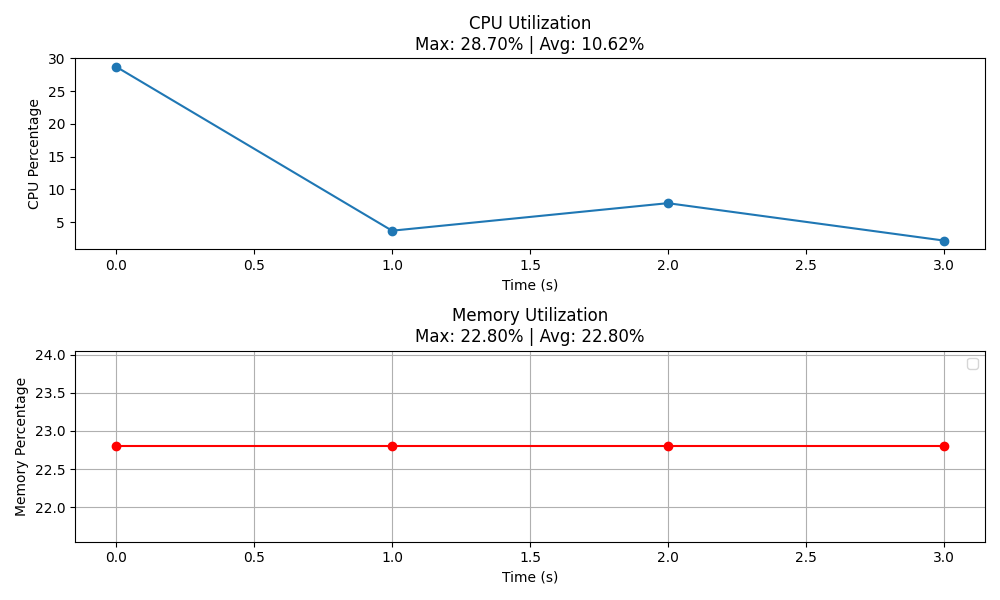 CPU Utilization
Max: 28.70% | Avg: 10.62%
30
25
20
15
10
5
CPU Percentage
0.0 0.5 1.0 1.5 2.0 2.5 3.0
Time (s)
Memory Utilization
Max: 22.80% | Avg: 22.80%
24.0
23.5
23.0
22.5
22.0
Memory Percentage
0.0 0.5 1.0 1.5 2.0 2.5 3.0
Time (s)